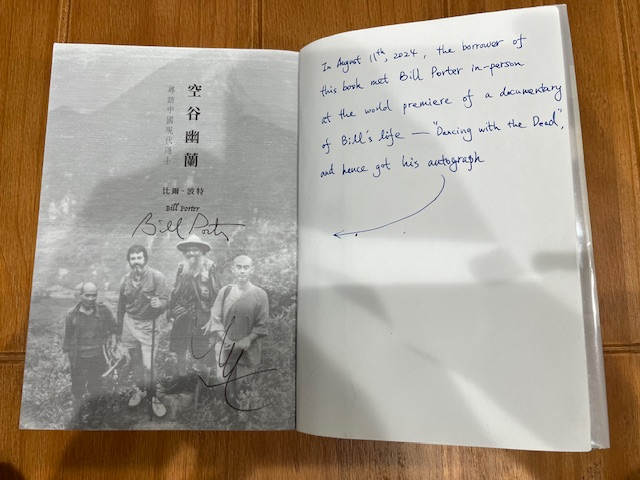 空谷幽蘭
尋訪中國現代隱士
比爾·波特
Bill Porter
Bill Porter
In August 11th, 2024, the borrower of
this book met Bill Porter in-person
at the world premiere of a documentary
of Bill's life — "Dancing with the Dead",
and hence got his autograph